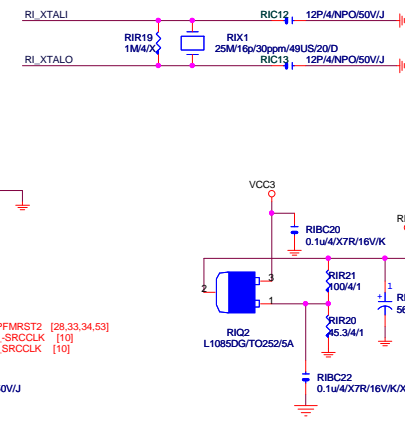 RI_XTALI
RIC12
12P/4/NPO/50V/J
RIR19
1M/4/X
RIX1
25M/16p/30ppm/49US/20/D
RI_XTALO
RIC13
12P/4/NPO/50V/J
VCC3
RIBC20
0.1u/4/X7R/16V/K
2
3
1
RIR21
100/4/1
1
+
RIQ2
L1085DG/TO252/5A
RIR20
45.3/4/1
PFMRST2 [28,33,34,53]
-SRCCLK [10]
SRCCLK [10]
RIBC22
0.1u/4/X7R/16V/K/X
0V/J